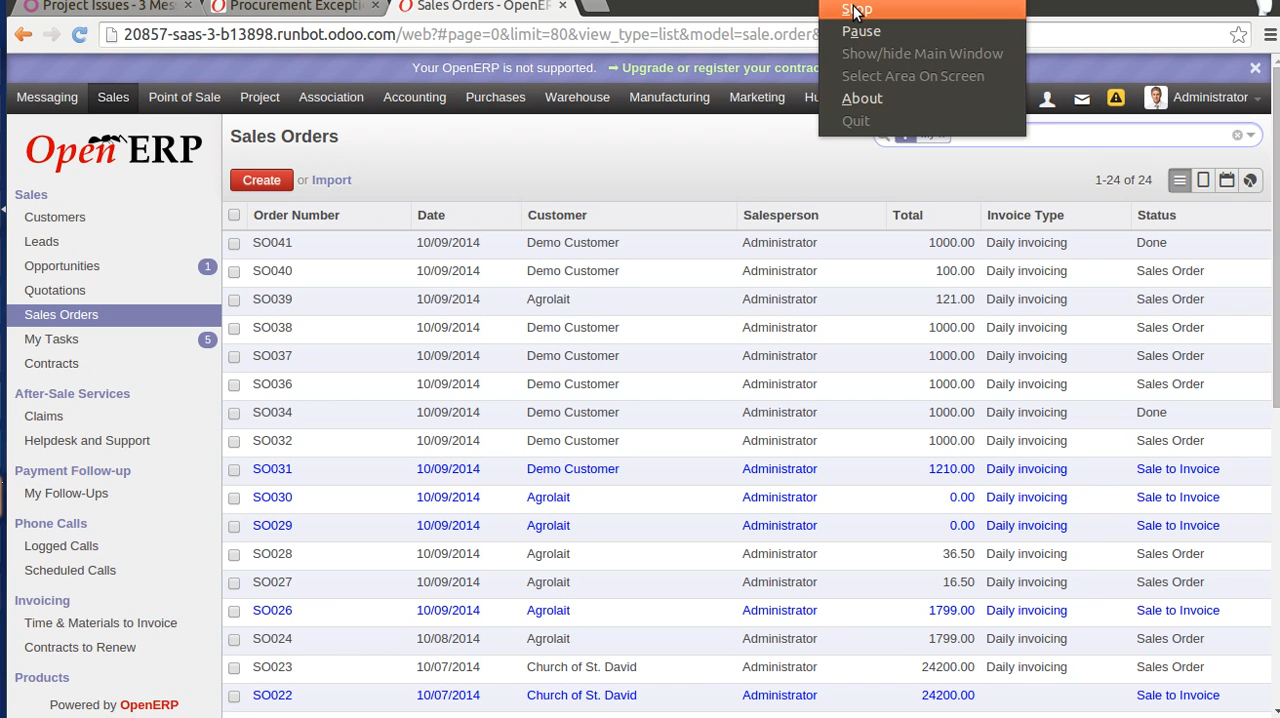 Project Issues - 3 Mes ×
Procurement Excepti ×
Sales Orders - OpenER ×
Stop
Pause
Show/hide Main Window
Select Area On Screen
About
Quit
20857-saas-3-b13898.runbot.odoo.com/web?#page=0&limit=80&view_type=list&model=sale.order&
Your OpenERP is not supported. ➞ Upgrade or register your contrac ×
Messaging Sales Point of Sale Project Association Accounting Purchases Warehouse Manufacturing Marketing Hu Administrator
Open ERP
Sales
Customers
Leads
Opportunities 1
Quotations
Sales Orders
My Tasks 5
Contracts
After-Sale Services
Claims
Helpdesk and Support
Payment Follow-up
My Follow-Ups
Phone Calls
Logged Calls
Scheduled Calls
Invoicing
Time & Materials to Invoice
Contracts to Renew
Products
Powered by OpenERP
Sales Orders
Create or Import 1-24 of 24
Order Number Date Customer Salesperson Total Invoice Type Status
SO041 10/09/2014 Demo Customer Administrator 1000.00 Daily invoicing Done
SO040 10/09/2014 Demo Customer Administrator 100.00 Daily invoicing Sales Order
SO039 10/09/2014 Agrolait Administrator 121.00 Daily invoicing Sales Order
SO038 10/09/2014 Demo Customer Administrator 1000.00 Daily invoicing Sales Order
SO037 10/09/2014 Demo Customer Administrator 1000.00 Daily invoicing Sales Order
SO036 10/09/2014 Demo Customer Administrator 1000.00 Daily invoicing Sales Order
SO034 10/09/2014 Demo Customer Administrator 1000.00 Daily invoicing Done
SO032 10/09/2014 Demo Customer Administrator 1000.00 Daily invoicing Sales Order
SO031 10/09/2014 Demo Customer Administrator 1210.00 Daily invoicing Sale to Invoice
SO030 10/09/2014 Agrolait Administrator 0.00 Daily invoicing Sale to Invoice
SO029 10/09/2014 Agrolait Administrator 0.00 Daily invoicing Sale to Invoice
SO028 10/09/2014 Agrolait Administrator 36.50 Daily invoicing Sales Order
SO027 10/09/2014 Agrolait Administrator 16.50 Daily invoicing Sales Order
SO026 10/09/2014 Agrolait Administrator 1799.00 Daily invoicing Sale to Invoice
SO024 10/08/2014 Agrolait Administrator 1799.00 Daily invoicing Sales Order
SO023 10/07/2014 Church of St. David Administrator 24200.00 Daily invoicing Sales Order
SO022 10/07/2014 Church of St. David Administrator 24200.00 Sale to Invoice